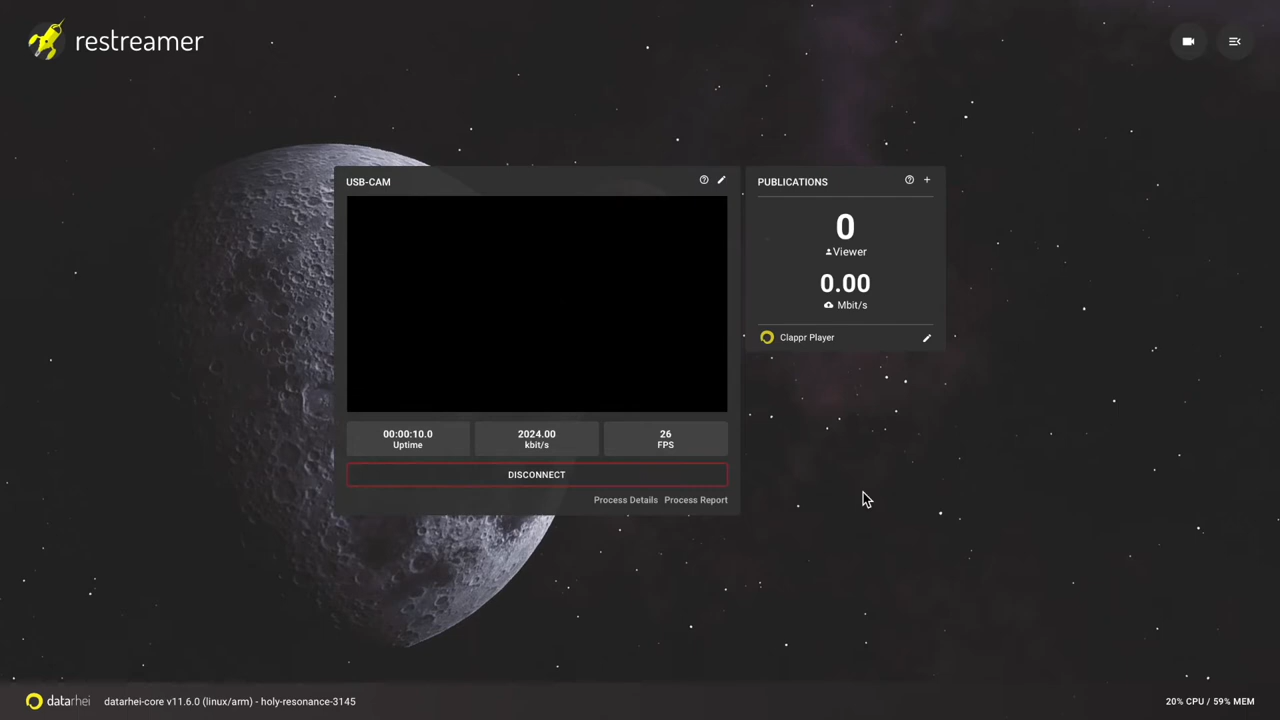 restreamer
USB-CAM
00:00:10.0
Uptime
2024.00
kbit/s
26
FPS
DISCONNECT
Process Details Process Report
PUBLICATIONS
0
Viewer
0.00
Mbit/s
Clappr Player
datarhei datarhei-core v11.6.0 (linux/arm) - holy-resonance-3145
20% CPU / 59% MEM